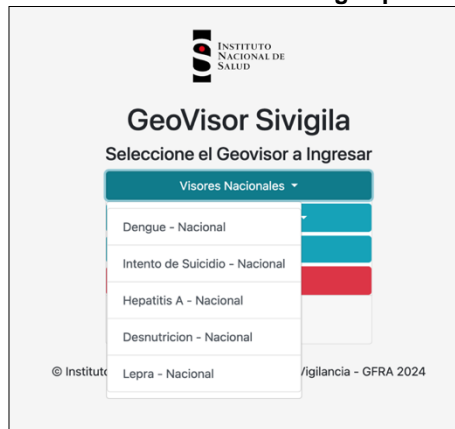 INSTITUTO
NACIONAL DE
SALUD
GeoVisor Sivigila
Seleccione el Geovisor a Ingresar
Visores Nacionales
Dengue - Nacional
Intento de Suicidio - Nacional
Hepatitis A - Nacional
Desnutricion - Nacional
Lepra - Nacional
© Institut Vigilancia - GFRA 2024